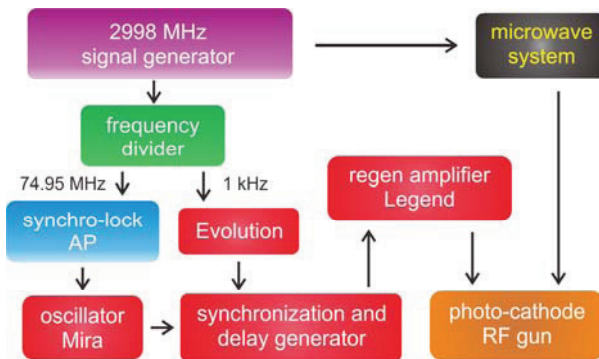 2998 MHz
signal generator
microwave
system
frequency
divider
74.95 MHz
1 kHz
regen amplifier
Legend
synchro-lock
AP
Evolution
oscillator
Mira
synchronization and
delay generator
photo-cathode
RF gun